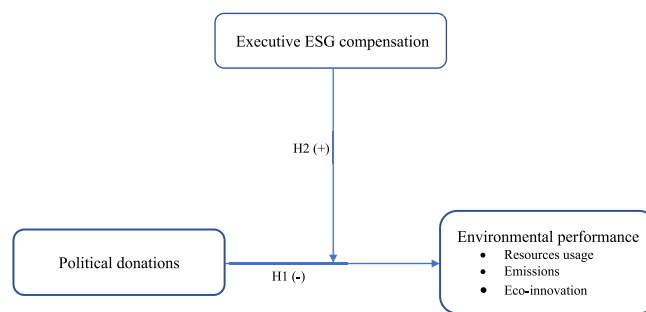 Executive ESG compensation
H2 (+)
Political donations
H1 (-)
Environmental performance
• Resources usage
• Emissions
• Eco-innovation